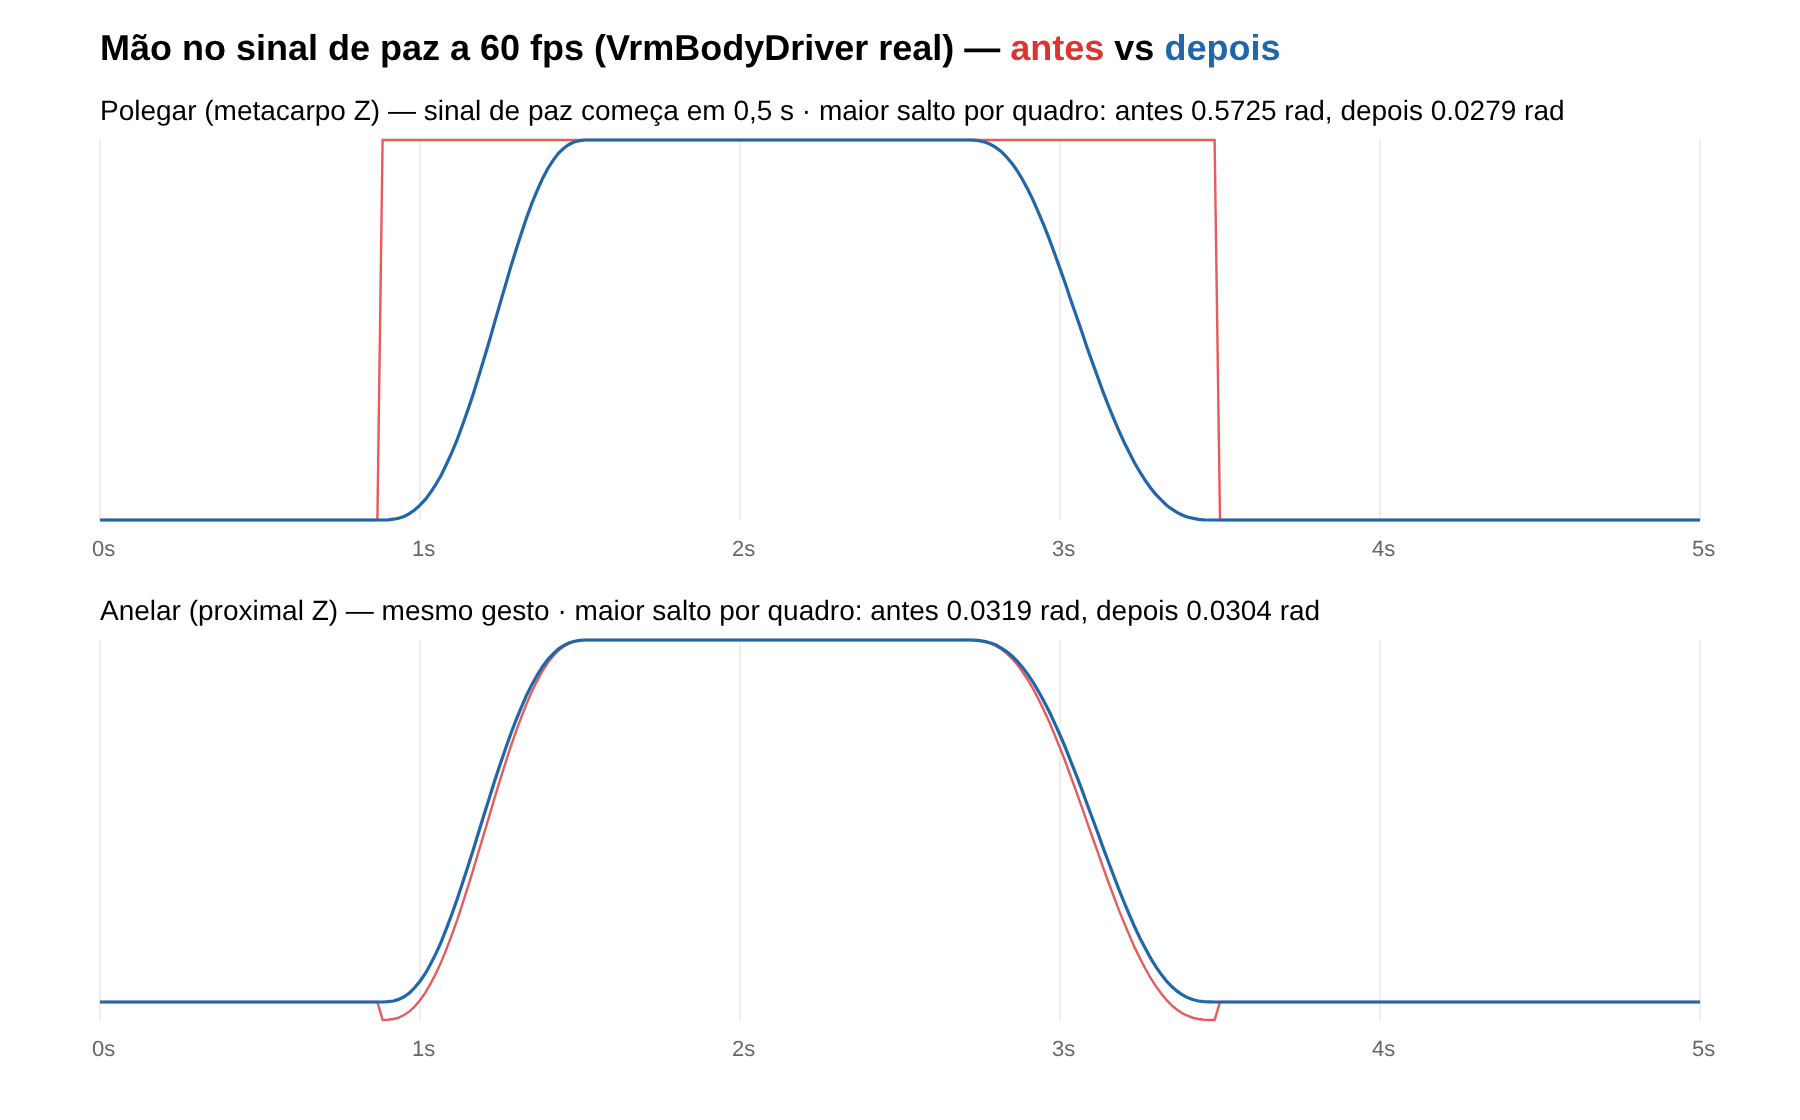 Mão no sinal de paz a 60 fps (VrmBodyDriver real) — antes vs depois
Polegar (metacarpo Z) — sinal de paz começa em 0,5 s · maior salto por quadro: antes 0.5725 rad, depois 0.0279 rad
0s 1s 2s 3s 4s 5s
Anelar (proximal Z) — mesmo gesto · maior salto por quadro: antes 0.0319 rad, depois 0.0304 rad
0s 1s 2s 3s 4s 5s